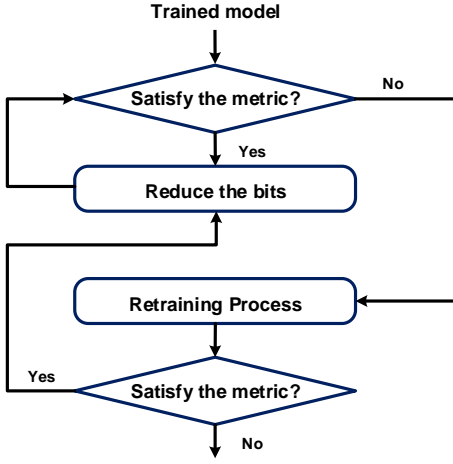 Trained model
Satisfy the metric?
No
Yes
Reduce the bits
Retraining Process
Yes
Satisfy the metric?
No